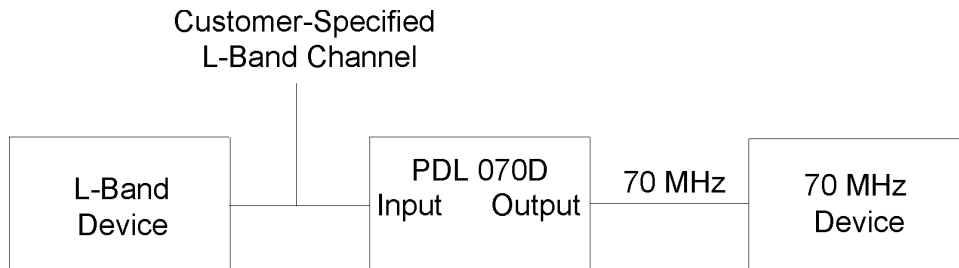 Customer-Specified
L-Band Channel
L-Band
Device
PDL 070D
Input Output
70 MHz
70 MHz
Device